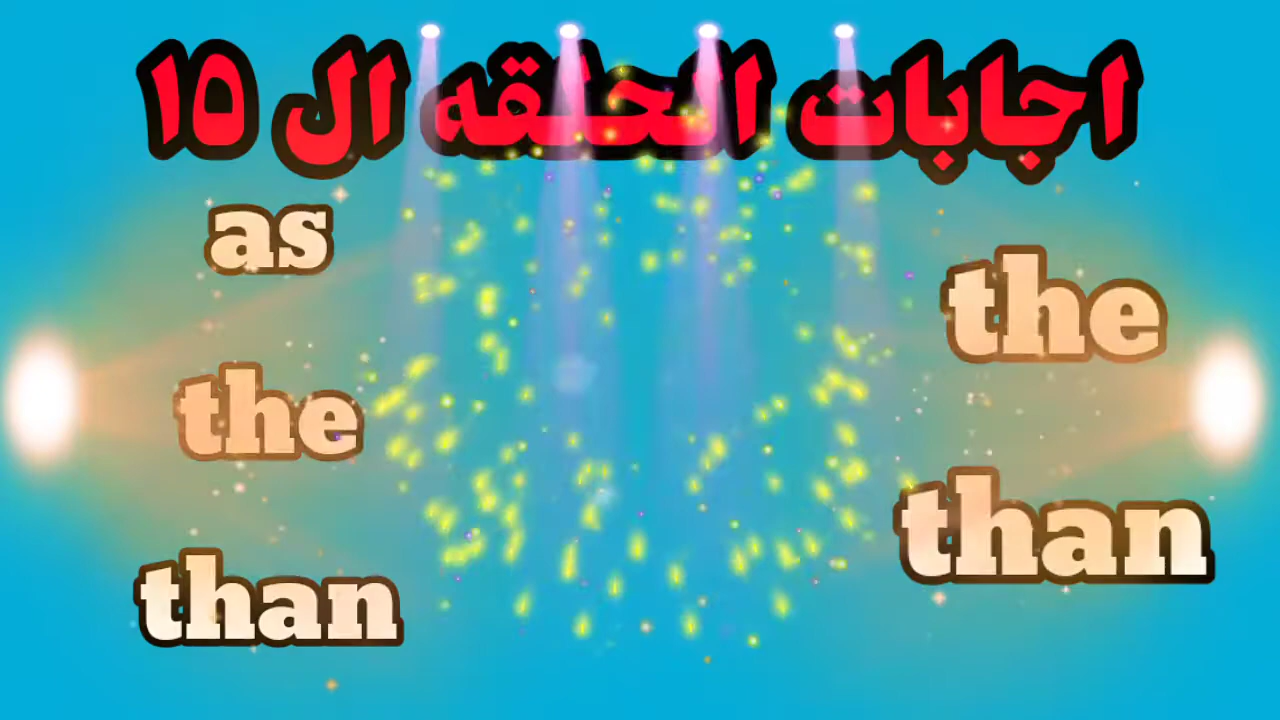 اجابات الحلقه ال ١٥
as
the
than
the
than